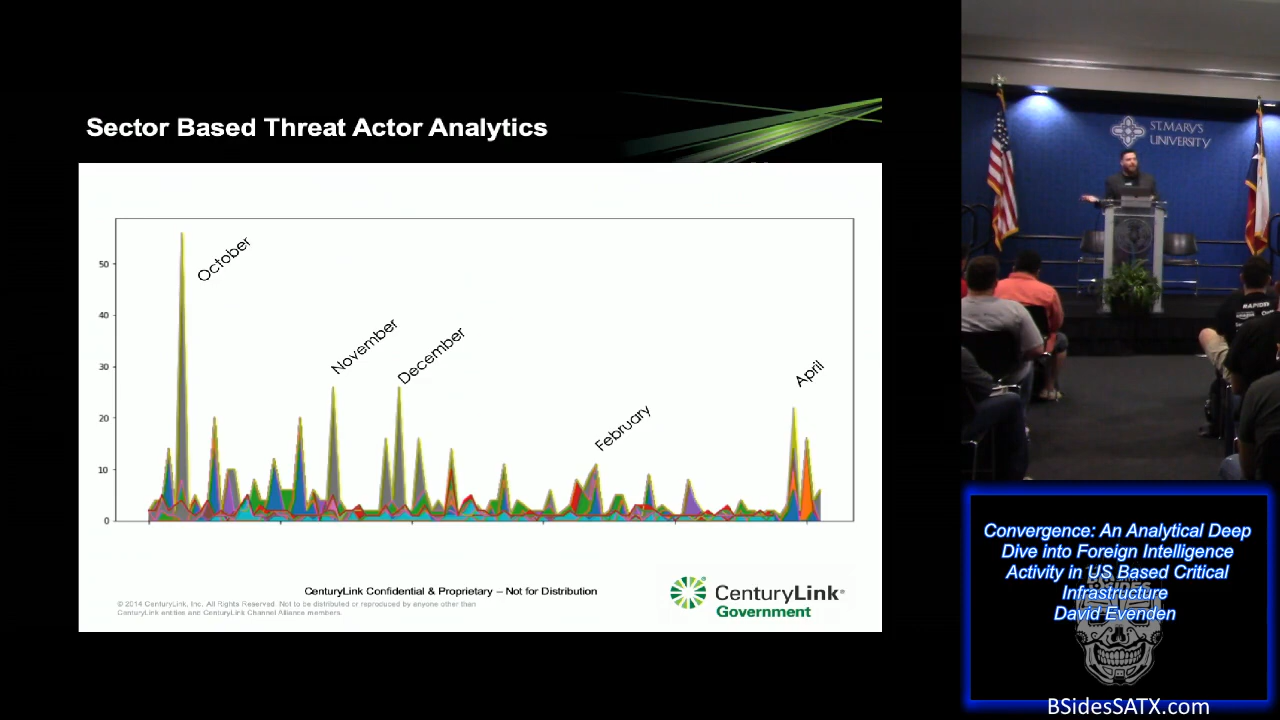 Sector Based Threat Actor Analytics
October
November
December
February
April
50
40
30
20
10
0
CenturyLink Confidential & Proprietary – Not for Distribution
© 2014 CenturyLink, Inc. All Rights Reserved. Not to be distributed or reproduced by anyone other than
CenturyLink entities and CenturyLink Channel Alliance members.
CenturyLink®
Government
ST. MARY'S
UNIVERSITY
RAPID7
Convergence: An Analytical Deep
Dive into Foreign Intelligence
Activity in US Based Critical
Infrastructure
David Evenden
BSIDES
BSidesSATX.com